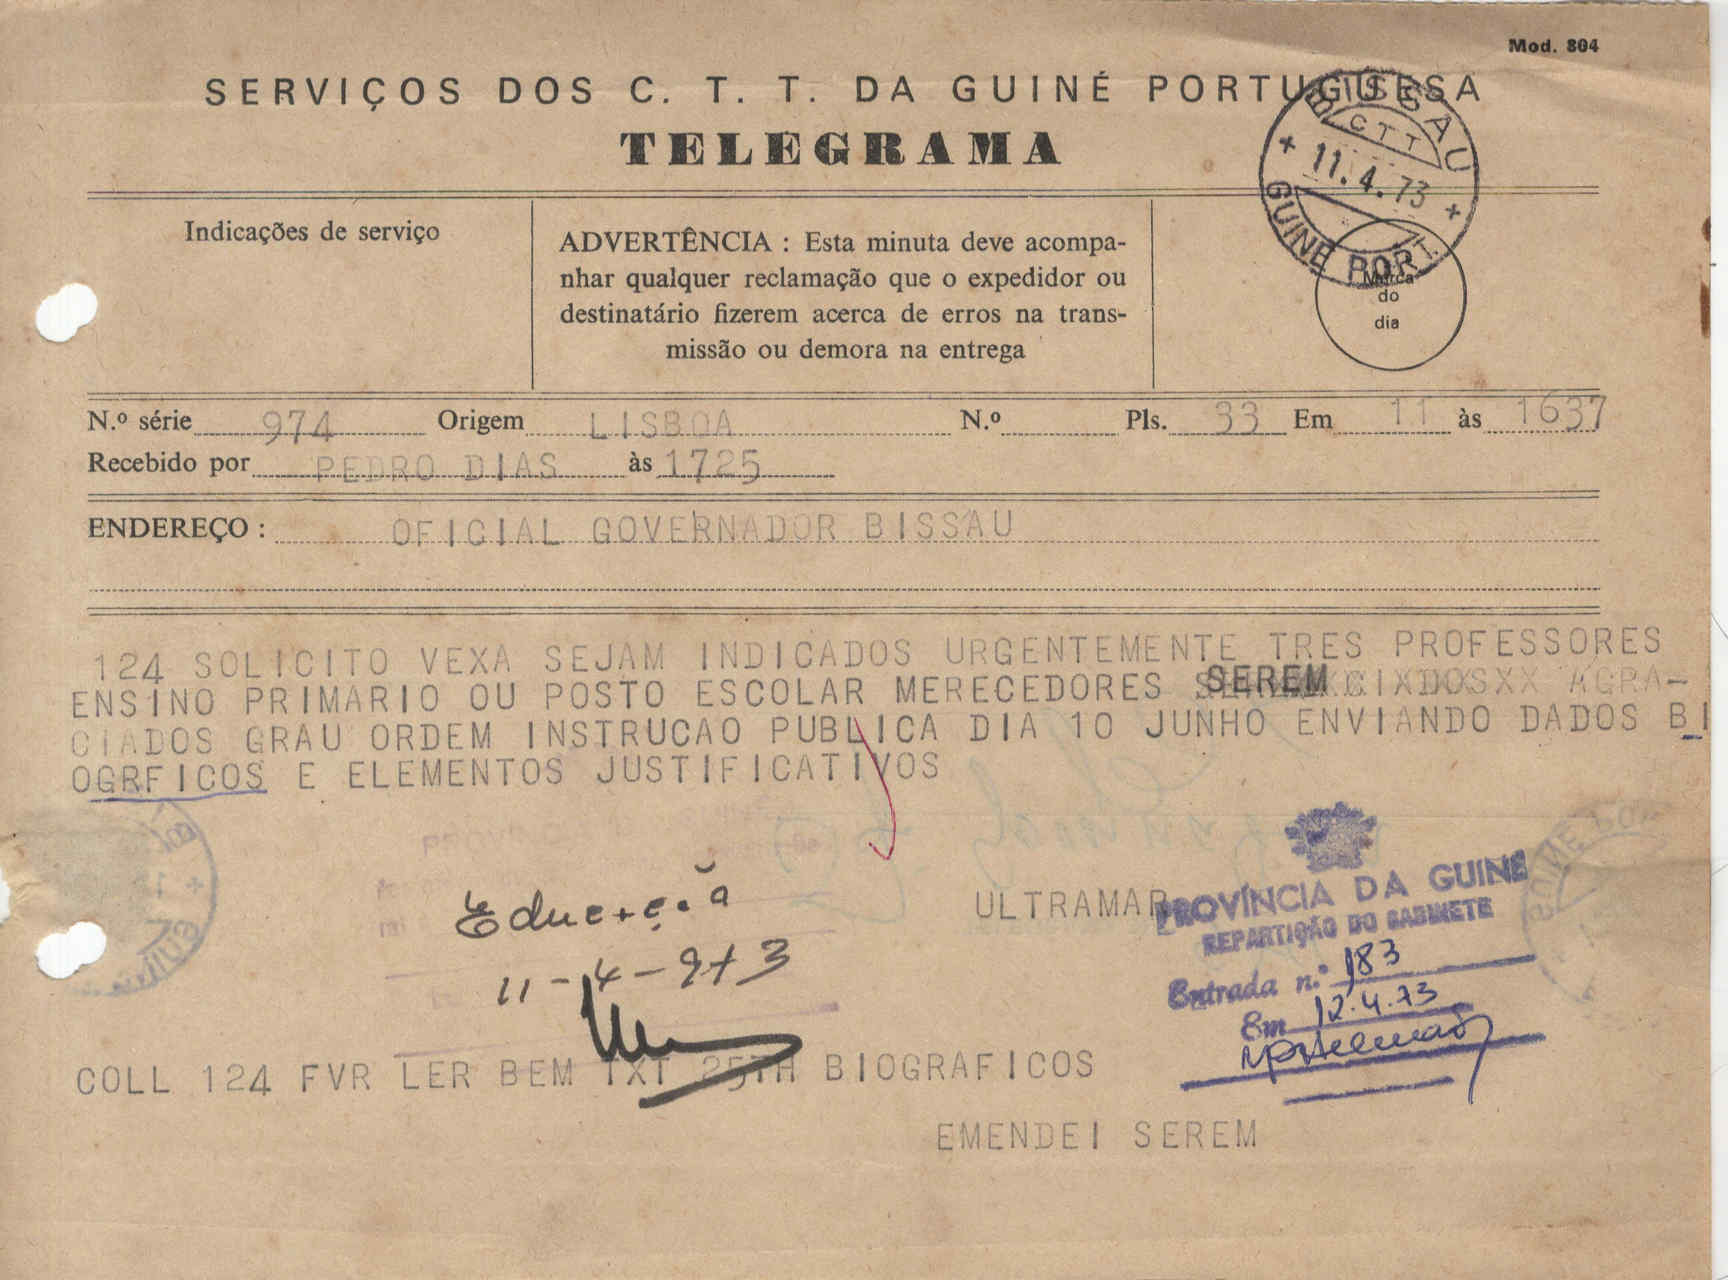 Mod. 804
SERVIÇOS DOS C. T. T. DA GUINÉ PORTUGUESA
TELEGRAMA
BISSAU
CTT
11.4.73
GUINE PORT.
Indicações de serviço
ADVERTÊNCIA : Esta minuta deve acompa-
nhar qualquer reclamação que o expedidor ou
destinatário fizerem acerca de erros na trans-
missão ou demora na entrega
Marca
do
dia
N.º série 974 Origem LISBOA N.º Pls. 33 Em 11 às 1637
Recebido por PEDRO DIAS às 1725
ENDEREÇO : OFICIAL GOVERNADOR BISSAU
124 SOLICITO VEXA SEJAM INDICADOS URGENTEMENTE TRES PROFESSORES
ENSINO PRIMARIO OU POSTO ESCOLAR MERECEDORES SEREM AGRA-
CIADOS GRAU ORDEM INSTRUCAO PUBLICA DIA 10 JUNHO ENVIANDO DADOS BI
OGRFICOS E ELEMENTOS JUSTIFICATIVOS
Educação
11-4-973
ULTRAMAR
PROVÍNCIA DA GUINÉ
REPARTIÇÃO DO GABINETE
Entrada n.º 183
Em 12.4.73
COLL 124 FVR LER BEM TXT 25TH BIOGRAFICOS
EMENDEI SEREM